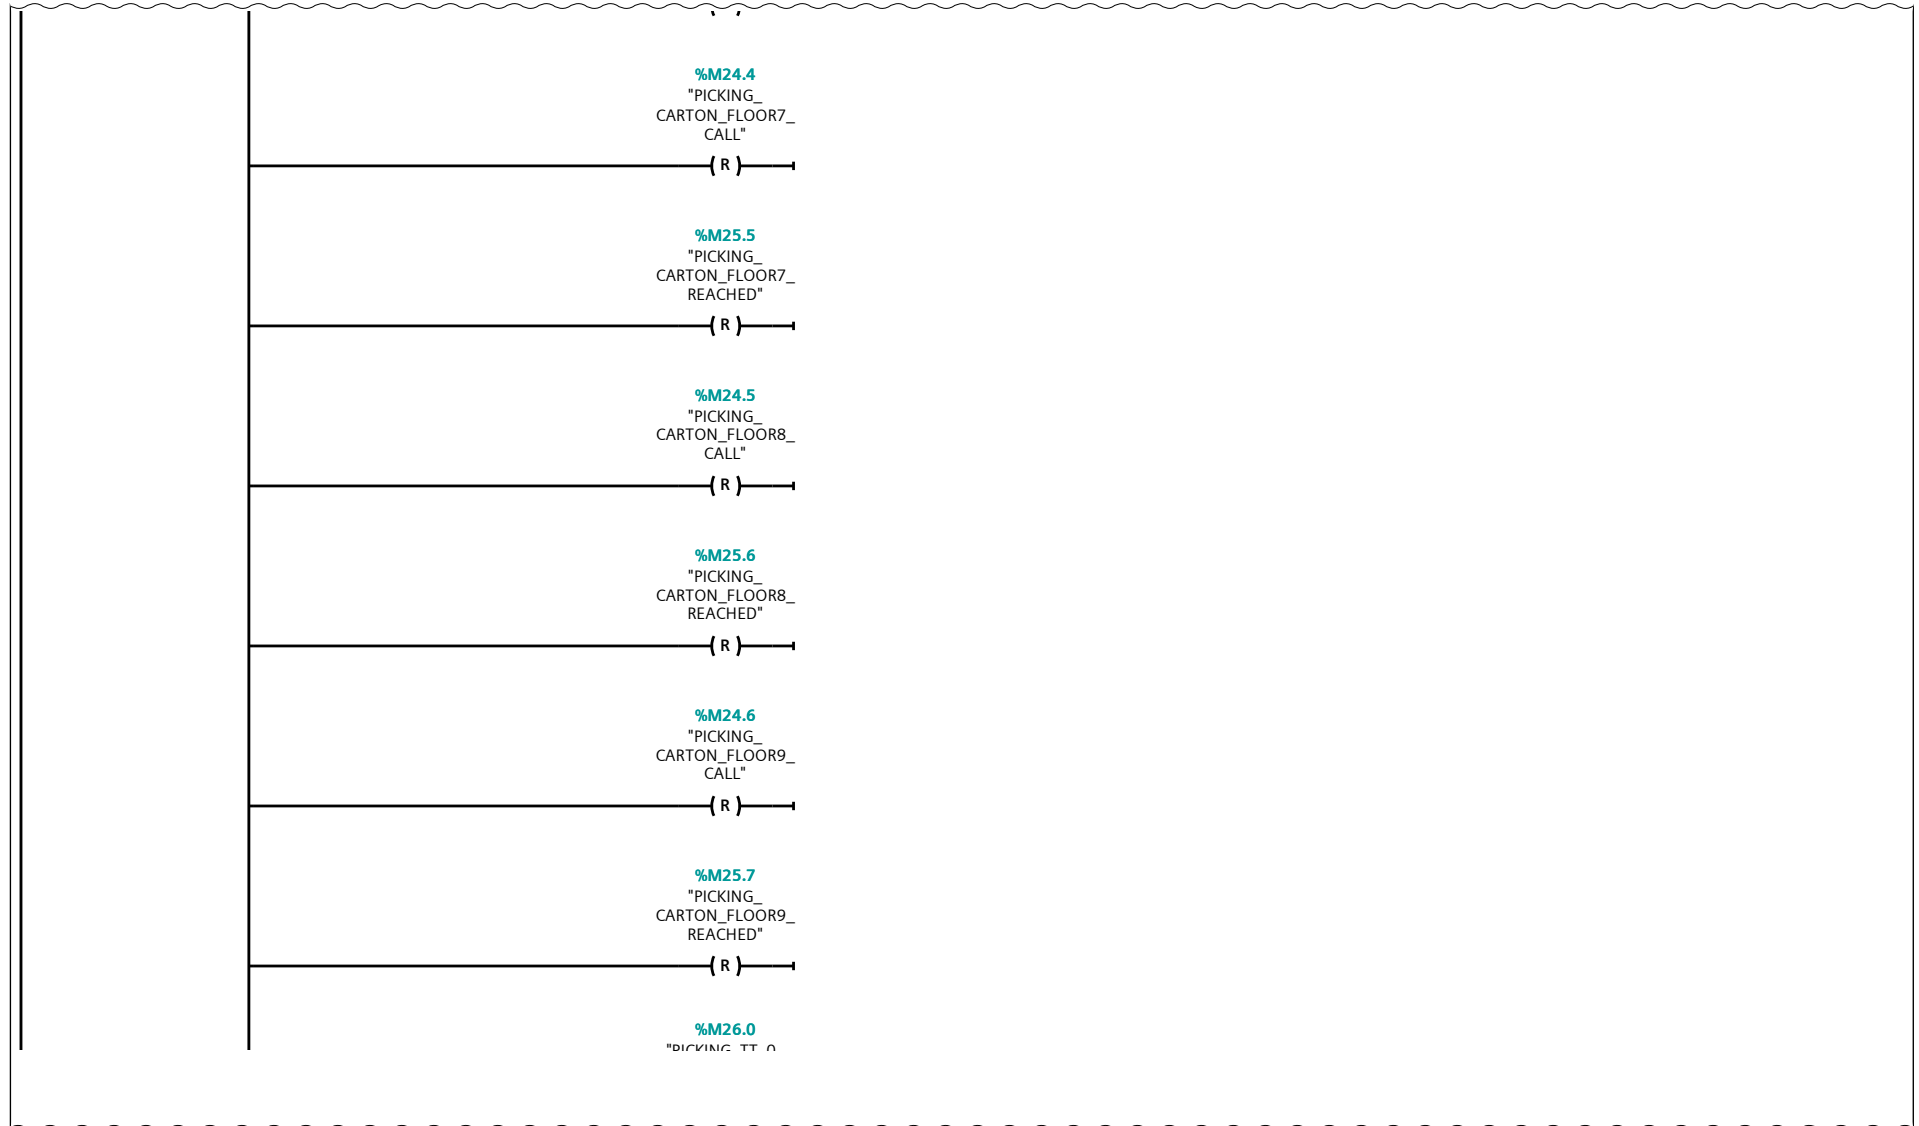 %M24.4
"PICKING_
CARTON_FLOOR7_
CALL"
( R )
%M25.5
"PICKING_
CARTON_FLOOR7_
REACHED"
( R )
%M24.5
"PICKING_
CARTON_FLOOR8_
CALL"
( R )
%M25.6
"PICKING_
CARTON_FLOOR8_
REACHED"
( R )
%M24.6
"PICKING_
CARTON_FLOOR9_
CALL"
( R )
%M25.7
"PICKING_
CARTON_FLOOR9_
REACHED"
( R )
%M26.0
"PICKING_TT_0